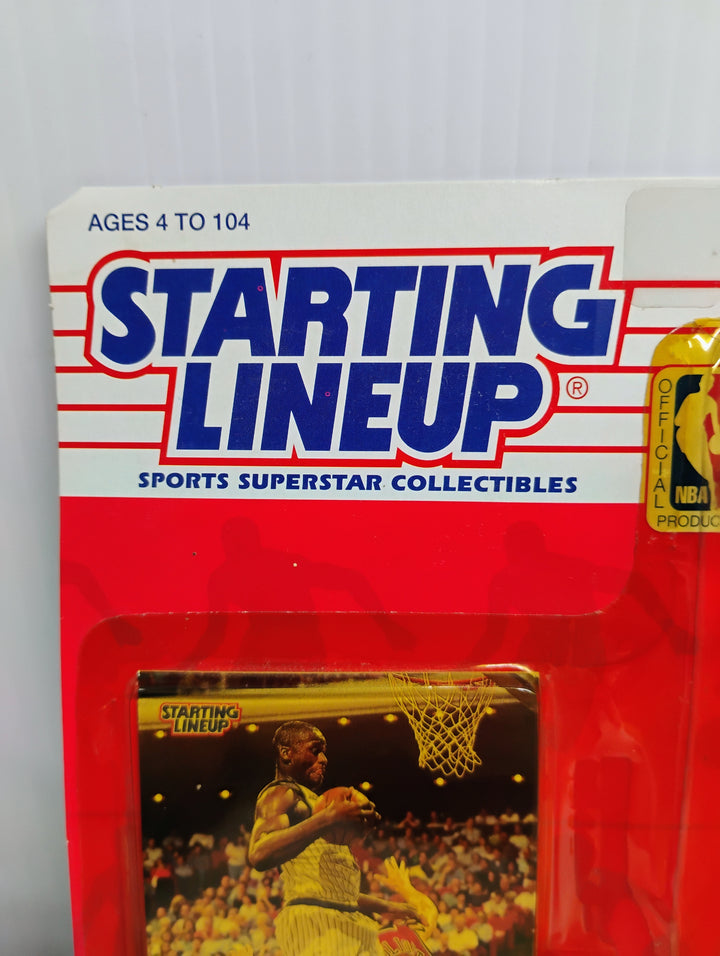 AGES 4 TO 104
STARTING
LINEUP®
SPORTS SUPERSTAR COLLECTIBLES
OFFICIAL
NBA
STARTING
LINEUP